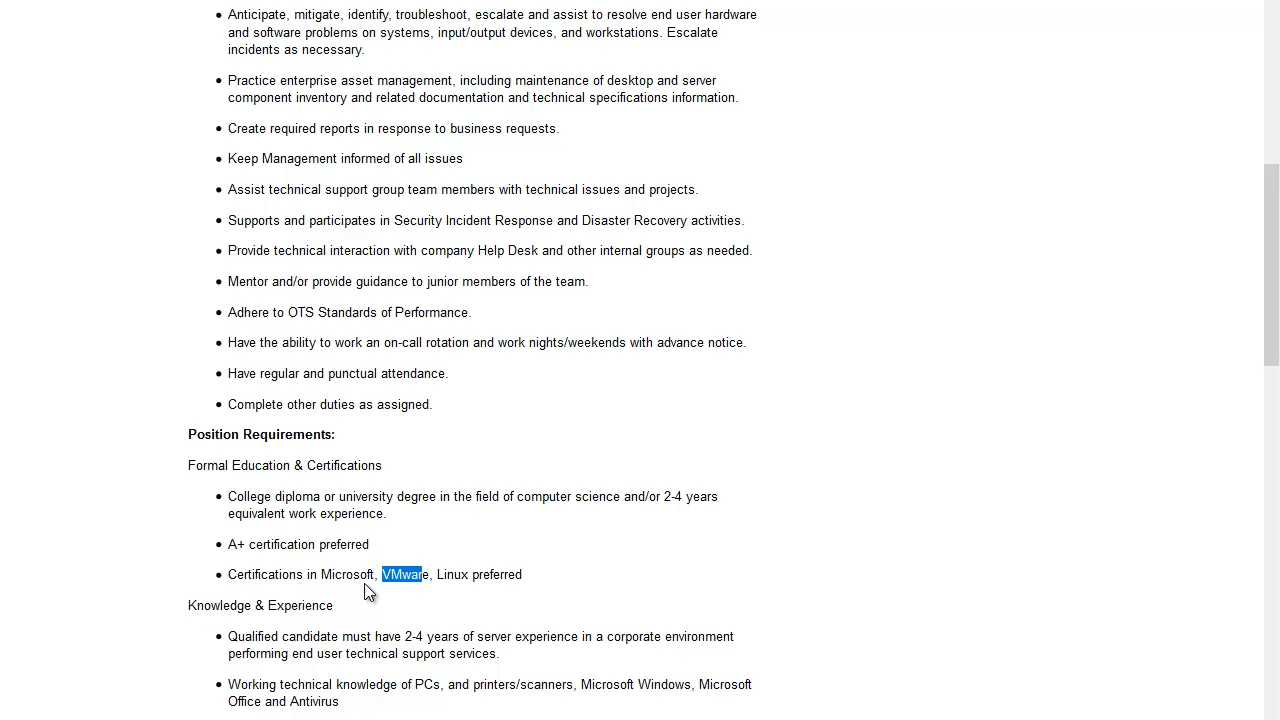 Anticipate, mitigate, identify, troubleshoot, escalate and assist to resolve end user hardware
and software problems on systems, input/output devices, and workstations. Escalate
incidents as necessary.
Practice enterprise asset management, including maintenance of desktop and server
component inventory and related documentation and technical specifications information.
Create required reports in response to business requests.
Keep Management informed of all issues
Assist technical support group team members with technical issues and projects.
Supports and participates in Security Incident Response and Disaster Recovery activities.
Provide technical interaction with company Help Desk and other internal groups as needed.
Mentor and/or provide guidance to junior members of the team.
Adhere to OTS Standards of Performance.
Have the ability to work an on-call rotation and work nights/weekends with advance notice.
Have regular and punctual attendance.
Complete other duties as assigned.
Position Requirements:
Formal Education & Certifications
College diploma or university degree in the field of computer science and/or 2-4 years
equivalent work experience.
A+ certification preferred
Certifications in Microsoft, VMware, Linux preferred
Knowledge & Experience
Qualified candidate must have 2-4 years of server experience in a corporate environment
performing end user technical support services.
Working technical knowledge of PCs, and printers/scanners, Microsoft Windows, Microsoft
Office and Antivirus